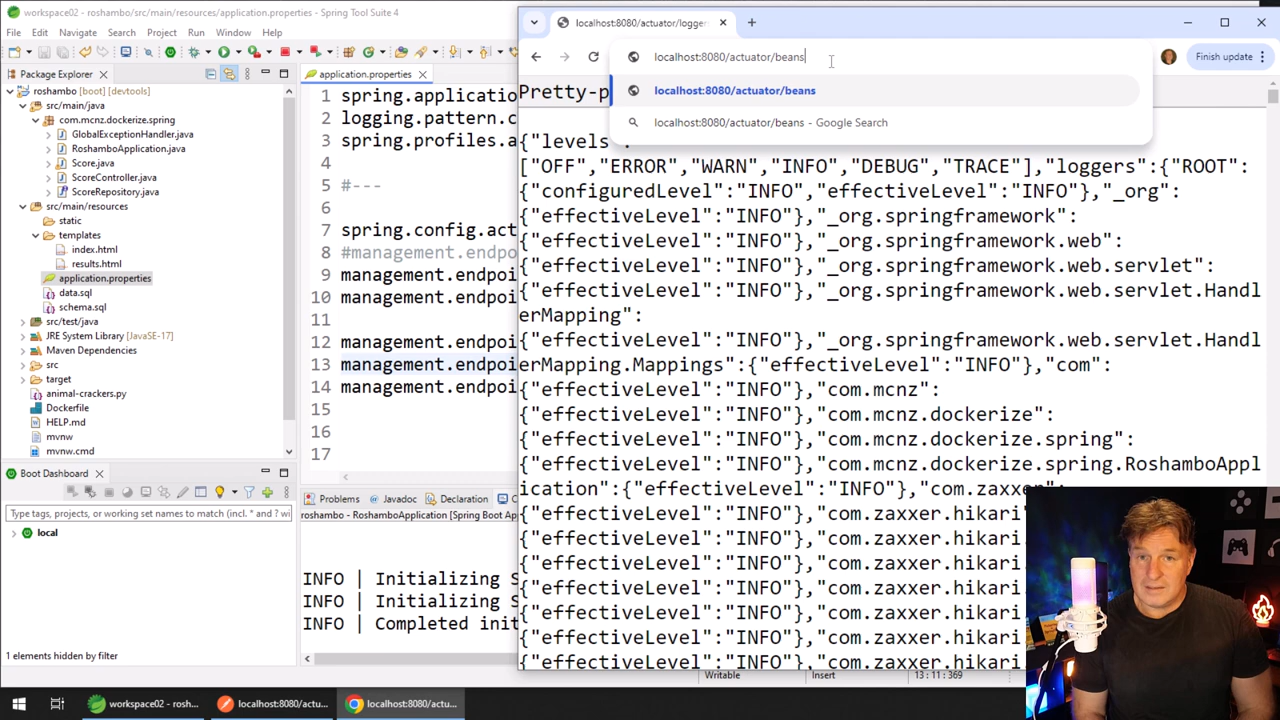 workspace02 - roshambo/src/main/resources/application.properties - Spring Tool Suite 4
File Edit Navigate Search Project Run Window Help
Package Explorer
roshambo [boot] [devtools]
src/main/java
com.mcnz.dockerize.spring
GlobalExceptionHandler.java
RoshamboApplication.java
Score.java
ScoreController.java
ScoreRepository.java
src/main/resources
static
templates
index.html
results.html
application.properties
data.sql
schema.sql
src/test/java
JRE System Library [JavaSE-17]
Maven Dependencies
src
target
animal-crackers.py
Dockerfile
HELP.md
mvnw
mvnw.cmd
Boot Dashboard
Type tags, projects, or working set names to match (incl. * and ? wi
local
1 elements hidden by filter
application.properties
1 spring.applicatio
2 logging.pattern.c
3 spring.profiles.a
4
5 #---
6
7 spring.config.act
8 #management.endp
9 management.endpoi
10 management.endpoi
11
12 management.endpoi
13 management.endpoi
14 management.endpoi
15
16
17
Problems Javadoc Declaration C
roshambo - RoshamboApplication [Spring Boot App
INFO | Initializing S
INFO | Initializing S
INFO | Completed init
localhost:8080/actuator/logger
localhost:8080/actuator/beans
Finish update
localhost:8080/actuator/beans
localhost:8080/actuator/beans - Google Search
Pretty-p
{"levels":
["OFF","ERROR","WARN","INFO","DEBUG","TRACE"],"loggers":{"ROOT":
{"configuredLevel":"INFO","effectiveLevel":"INFO"},"_org":
{"effectiveLevel":"INFO"},"_org.springframework":
{"effectiveLevel":"INFO"},"_org.springframework.web":
{"effectiveLevel":"INFO"},"_org.springframework.web.servlet":
{"effectiveLevel":"INFO"},"_org.springframework.web.servlet.Handl
erMapping":
{"effectiveLevel":"INFO"},"_org.springframework.web.servlet.Handl
erMapping.Mappings":{"effectiveLevel":"INFO"},"com":
{"effectiveLevel":"INFO"},"com.mcnz":
{"effectiveLevel":"INFO"},"com.mcnz.dockerize":
{"effectiveLevel":"INFO"},"com.mcnz.dockerize.spring":
{"effectiveLevel":"INFO"},"com.mcnz.dockerize.spring.RoshamboAppl
ication":{"effectiveLevel":"INFO"},"com.zaxxer":
{"effectiveLevel":"INFO"},"com.zaxxer.hikari"
{"effectiveLevel":"INFO"},"com.zaxxer.hikari.
{"effectiveLevel":"INFO"},"com.zaxxer.hikari.
{"effectiveLevel":"INFO"},"com.zaxxer.hikari.
{"effectiveLevel":"INFO"},"com.zaxxer.hikari.
{"effectiveLevel":"INFO"},"com.zaxxer.hikari.
{"effectiveLevel":"INFO"},"com.zaxxer.hikari.
Writable Insert 13 : 11 : 369
workspace02 - rosh... localhost:8080/actu... localhost:8080/actu...